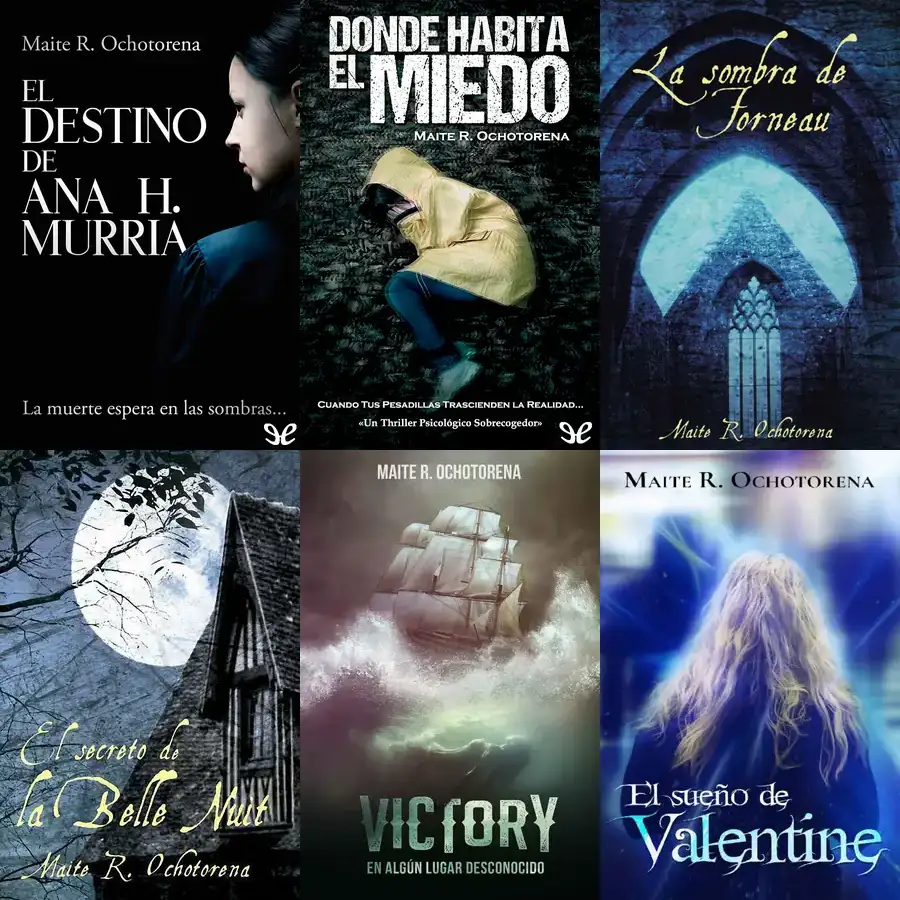 Maite R. Ochotorena
EL
DESTINO
DE
ANA H.
MURRIA
La muerte espera en las sombras...
DONDE HABITA
EL MIEDO
MAITE R. OCHOTORENA
CUANDO TUS PESADILLAS TRASCIENDEN LA REALIDAD...
«Un Thriller Psicológico Sobrecogedor»
La sombra de
Forneau
Maite R. Ochotorena
El secreto de
la Belle Nuit
Maite R. Ochotorena
MAITE R. OCHOTORENA
VICTORY
EN ALGÚN LUGAR DESCONOCIDO
MAITE R. OCHOTORENA
El sueño de
Valentine